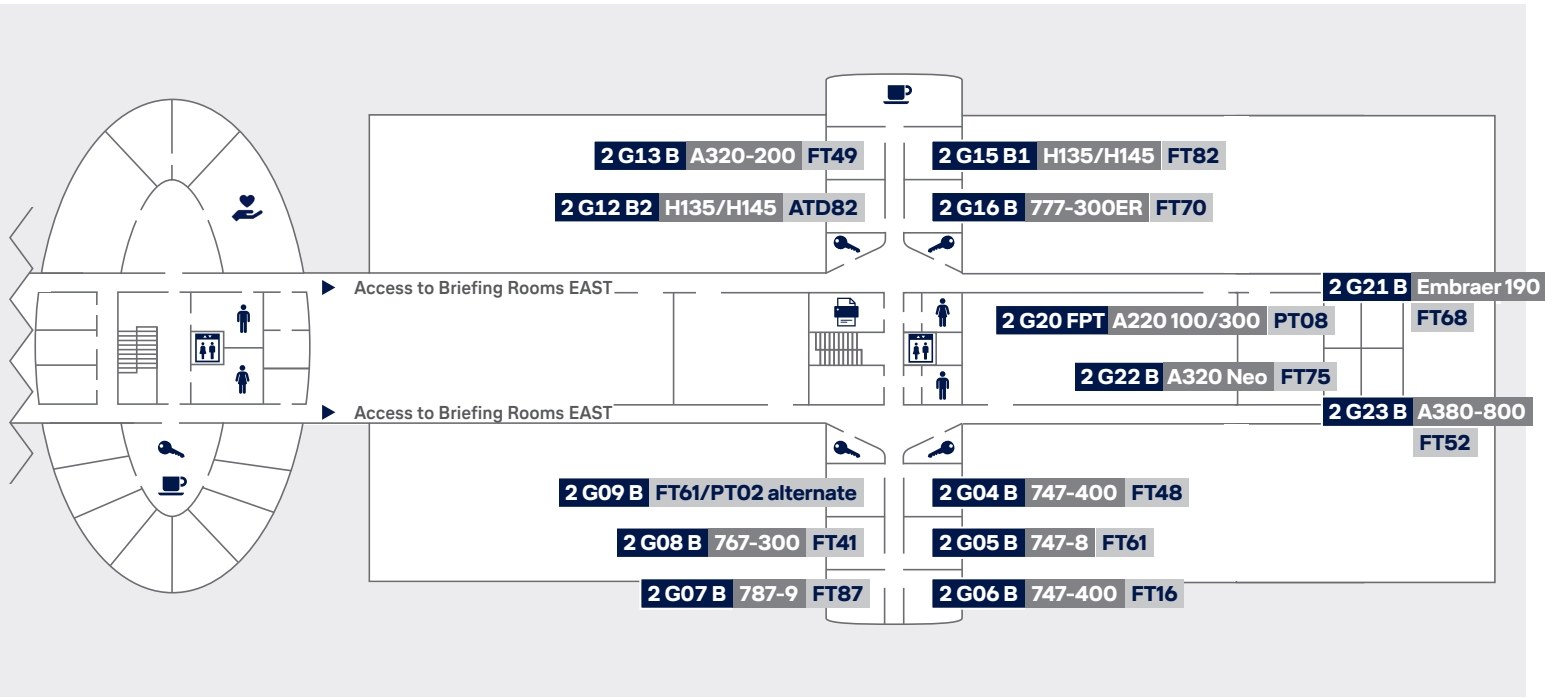 2 G13 B A320-200 FT49
2 G15 B1 H135/H145 FT82
2 G12 B2 H135/H145 ATD82
2 G16 B 777-300ER FT70
Access to Briefing Rooms EAST
2 G21 B Embraer 190
FT68
2 G20 FPT A220 100/300 PT08
2 G22 B A320 Neo FT75
Access to Briefing Rooms EAST
2 G23 B A380-800
FT52
2 G09 B FT61/PT02 alternate
2 G04 B 747-400 FT48
2 G08 B 767-300 FT41
2 G05 B 747-8 FT61
2 G07 B 787-9 FT87
2 G06 B 747-400 FT16